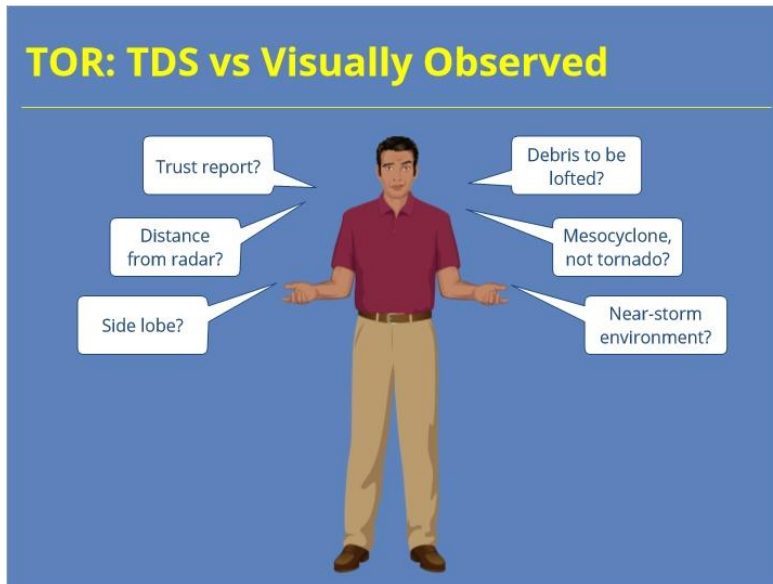 TOR: TDS vs Visually Observed
Trust report?
Distance
from radar?
Side lobe?
Debris to be
lofted?
Mesocyclone,
not tornado?
Near-storm
environment?